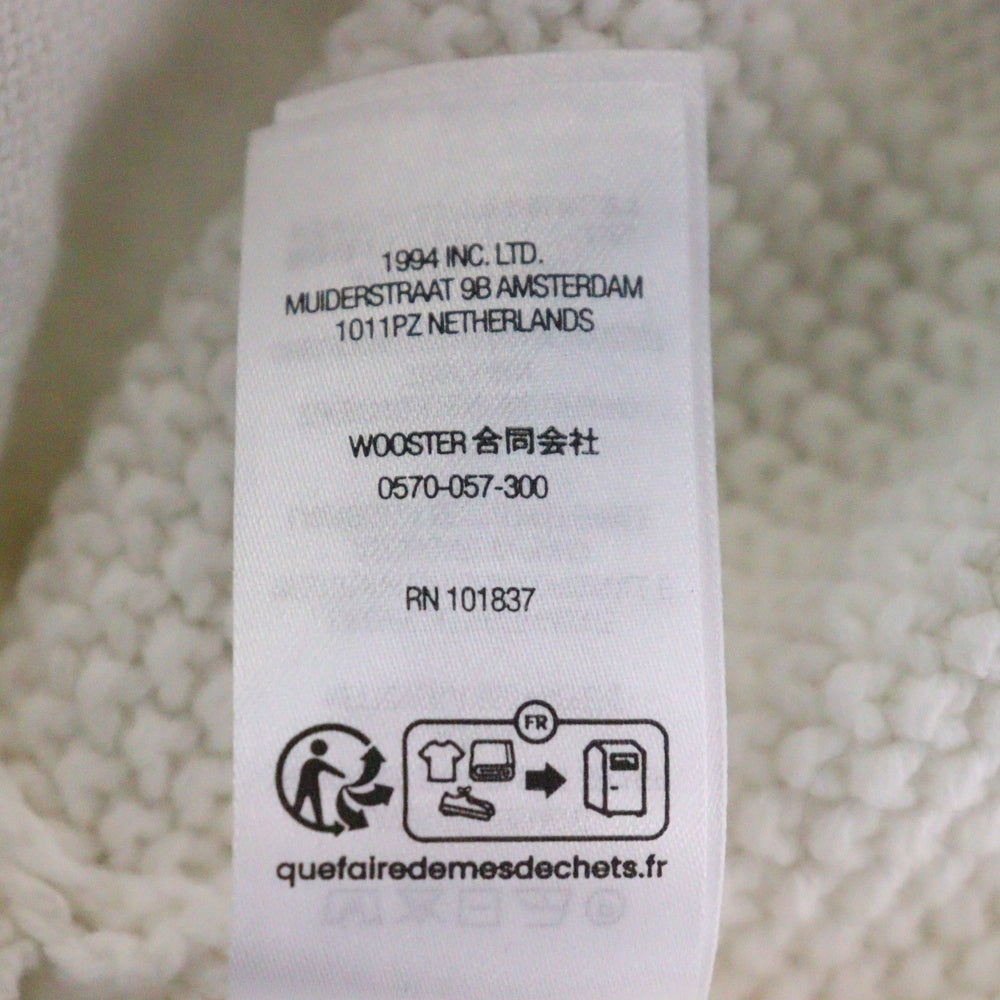 1994 INC. LTD.
MUIDERSTRAAT 9B AMSTERDAM
1011PZ NETHERLANDS
WOOSTER 合同会社
0570-057-300
RN 101837
FR
quefairedemesdechets.fr